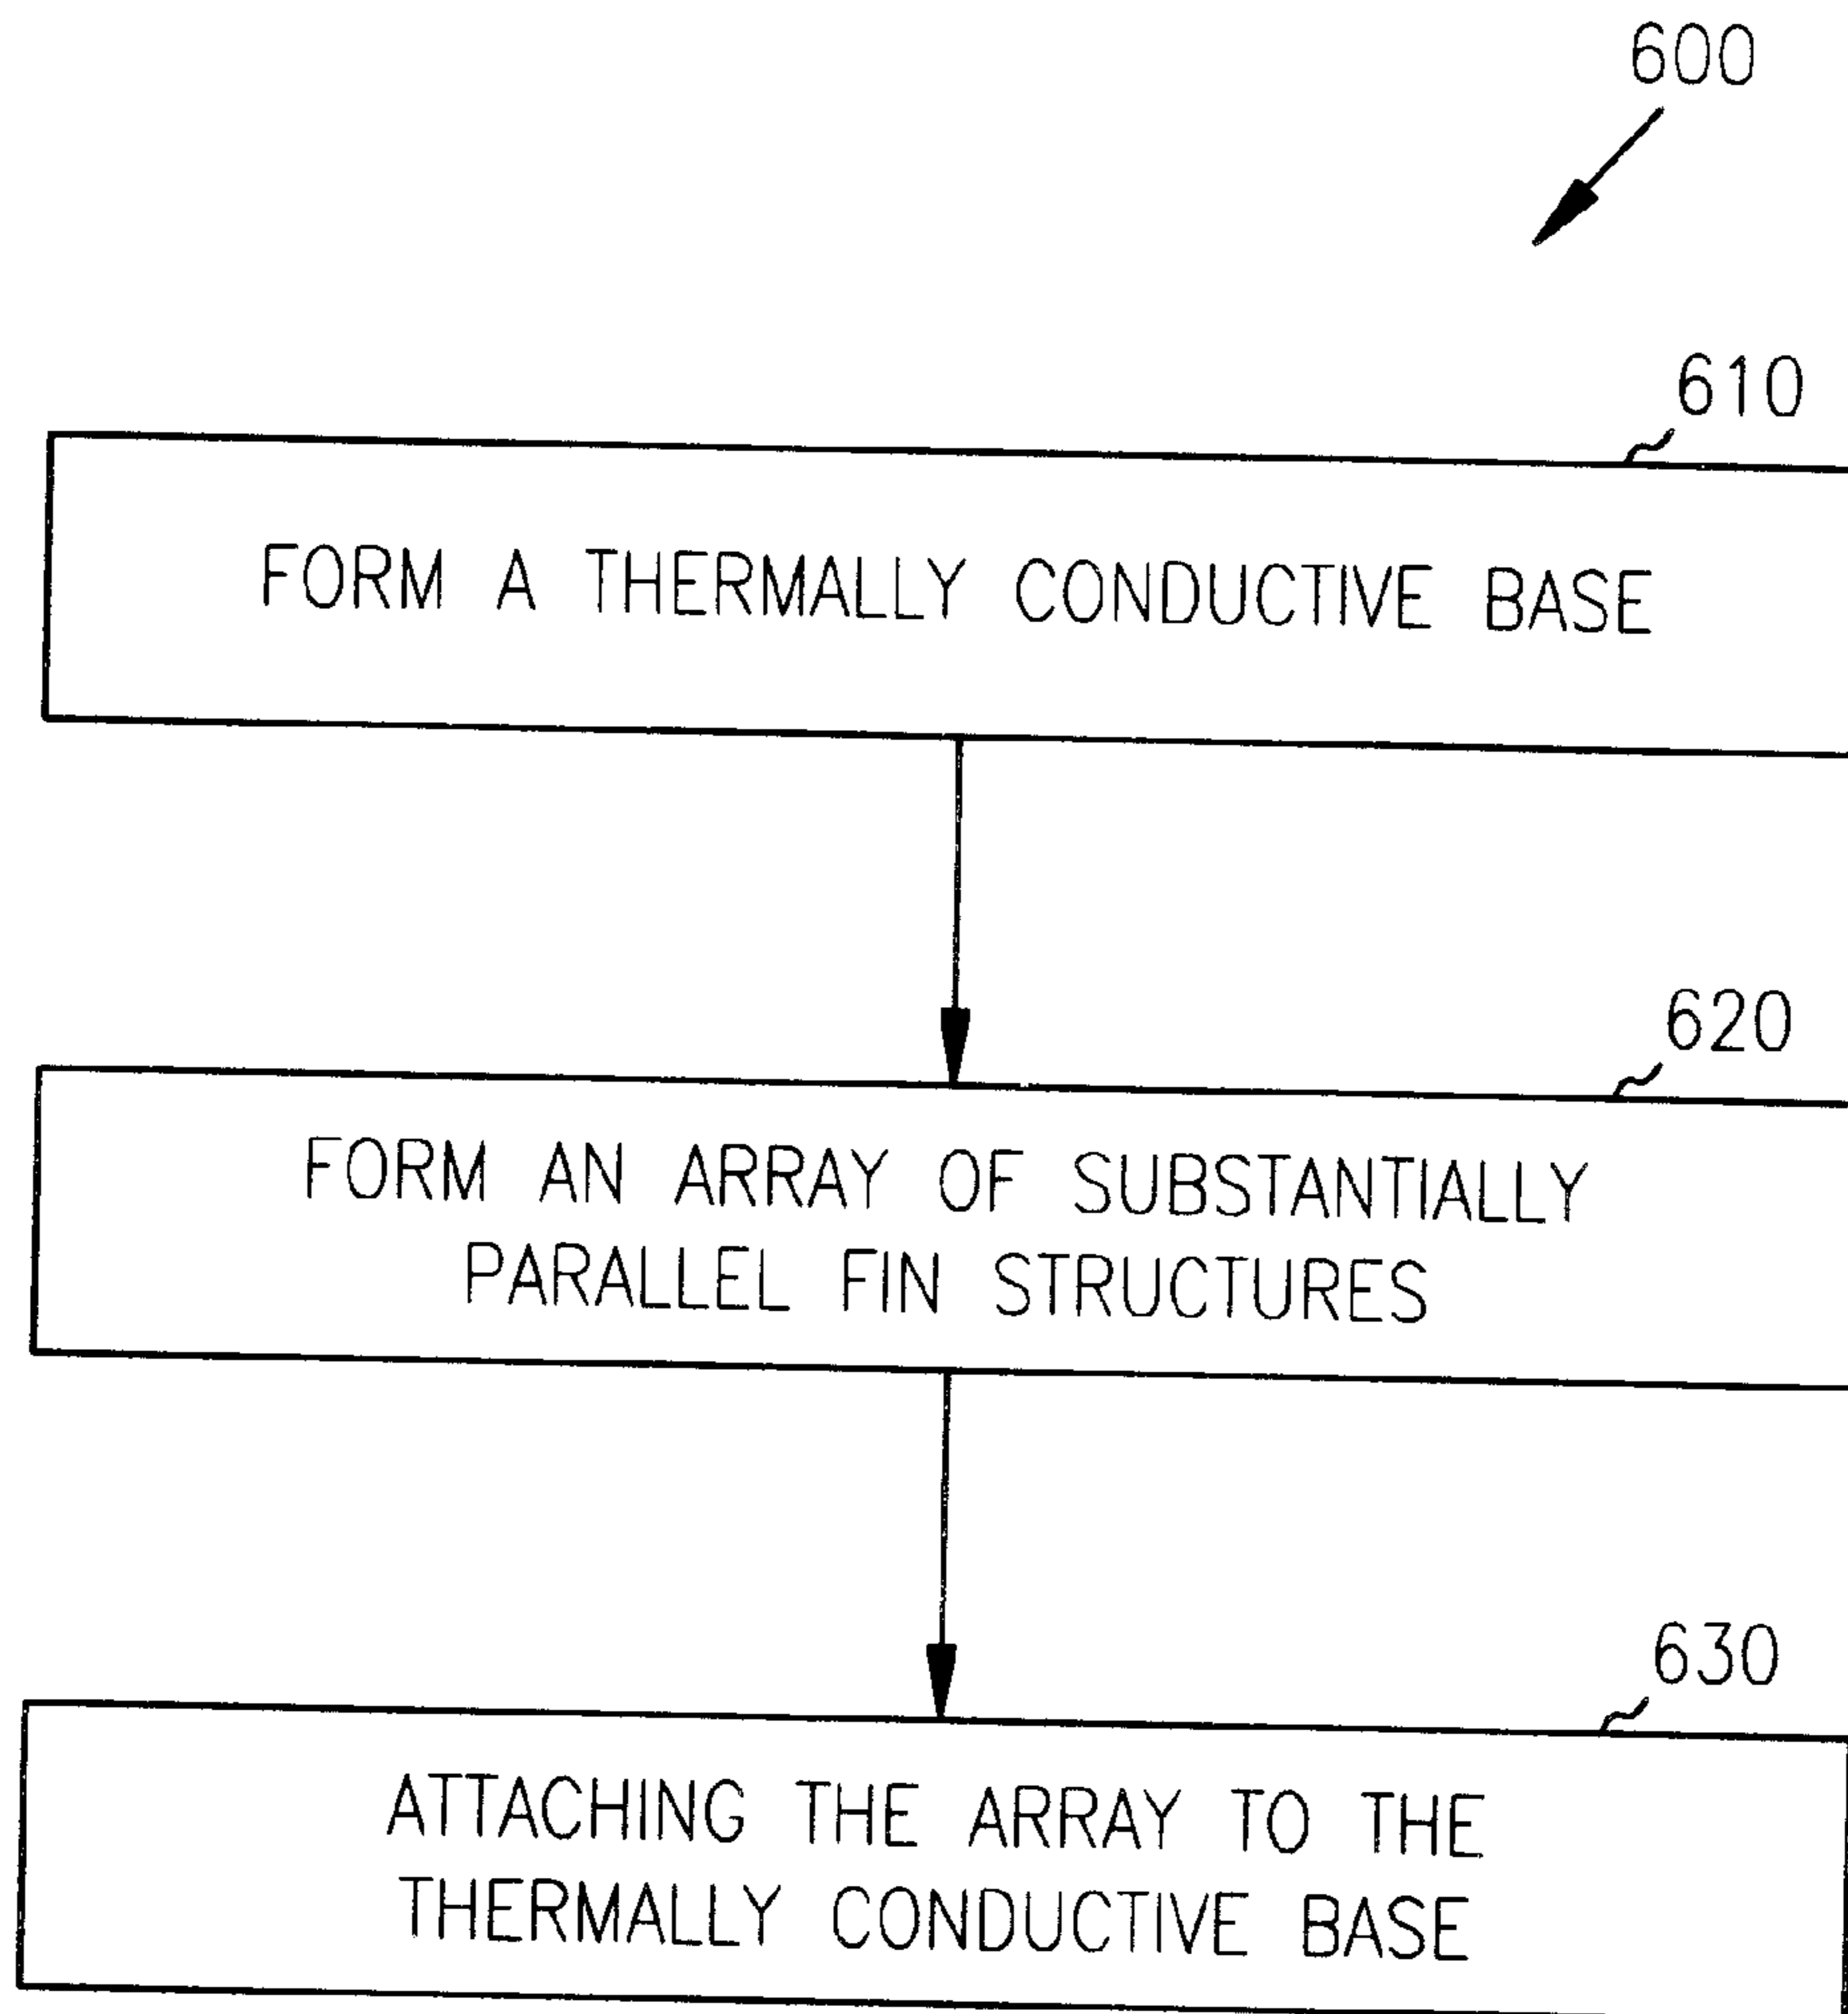 600
610
FORM A THERMALLY CONDUCTIVE BASE
620
FORM AN ARRAY OF SUBSTANTIALLY
PARALLEL FIN STRUCTURES
630
ATTACHING THE ARRAY TO THE
THERMALLY CONDUCTIVE BASE